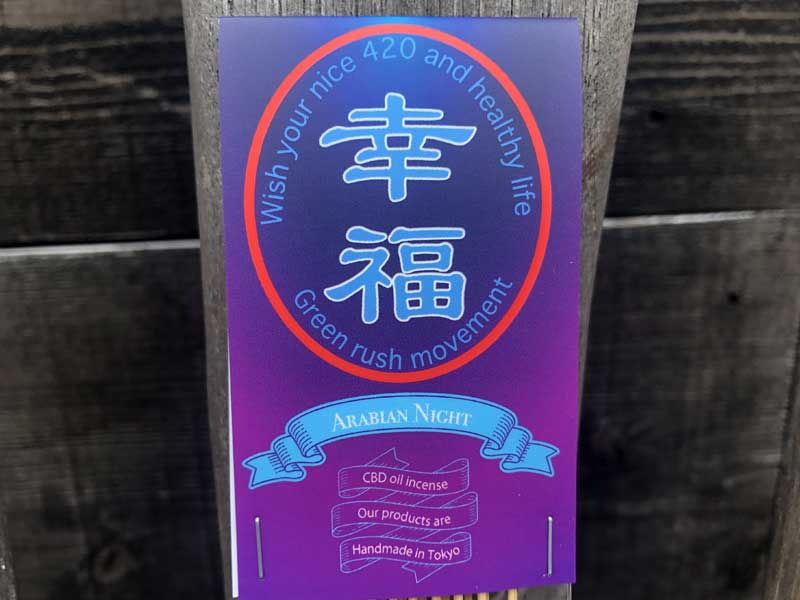 Wish your nice 420 and healthy life
幸
福
Green rush movement
ARABIAN NIGHT
CBD oil incense
Our products are
Handmade in Tokyo